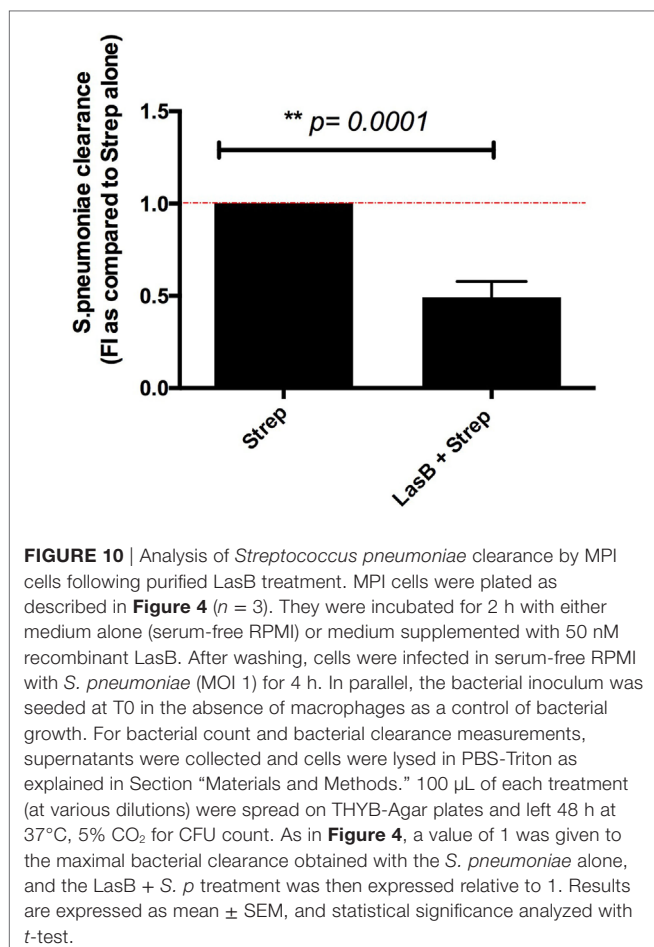 S.pneumoniae clearance
(FI as compared to Strep alone)
1.5
1.0
0.5
0.0
** p= 0.0001
Strep
LasB + Strep
FIGURE 10 | Analysis of Streptococcus pneumoniae clearance by MPI
cells following purified LasB treatment. MPI cells were plated as
described in Figure 4 (n = 3). They were incubated for 2 h with either
medium alone (serum-free RPMI) or medium supplemented with 50 nM
recombinant LasB. After washing, cells were infected in serum-free RPMI
with S. pneumoniae (MOI 1) for 4 h. In parallel, the bacterial inoculum was
seeded at T0 in the absence of macrophages as a control of bacterial
growth. For bacterial count and bacterial clearance measurements,
supernatants were collected and cells were lysed in PBS-Triton as
explained in Section “Materials and Methods.” 100 µL of each treatment
(at various dilutions) were spread on THYB-Agar plates and left 48 h at
37°C, 5% CO₂ for CFU count. As in Figure 4, a value of 1 was given to
the maximal bacterial clearance obtained with the S. pneumoniae alone,
and the LasB + S. p treatment was then expressed relative to 1. Results
are expressed as mean ± SEM, and statistical significance analyzed with
t-test.